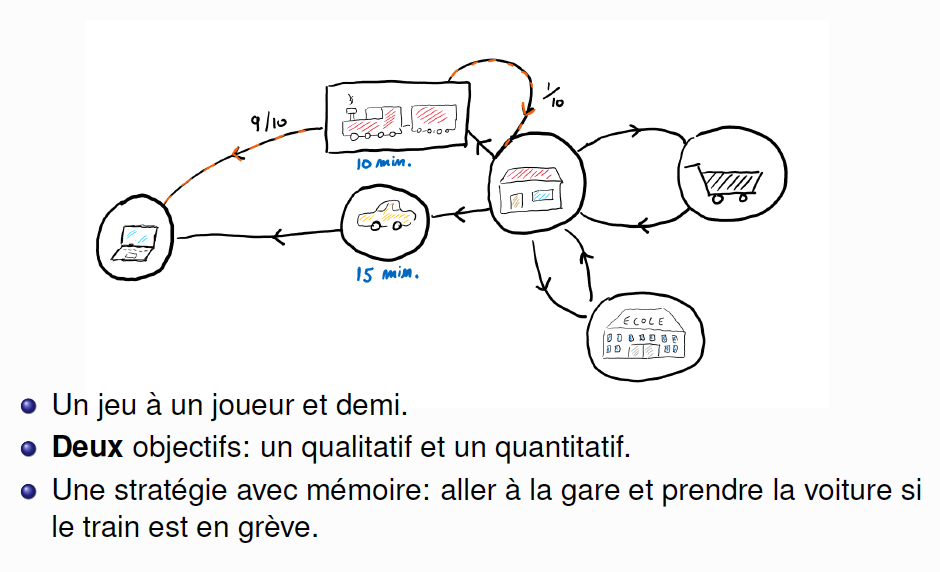 1/10
9/10
10 min.
15 min.
ECOLE
Un jeu à un joueur et demi.
Deux objectifs: un qualitatif et un quantitatif.
Une stratégie avec mémoire: aller à la gare et prendre la voiture si
le train est en grève.